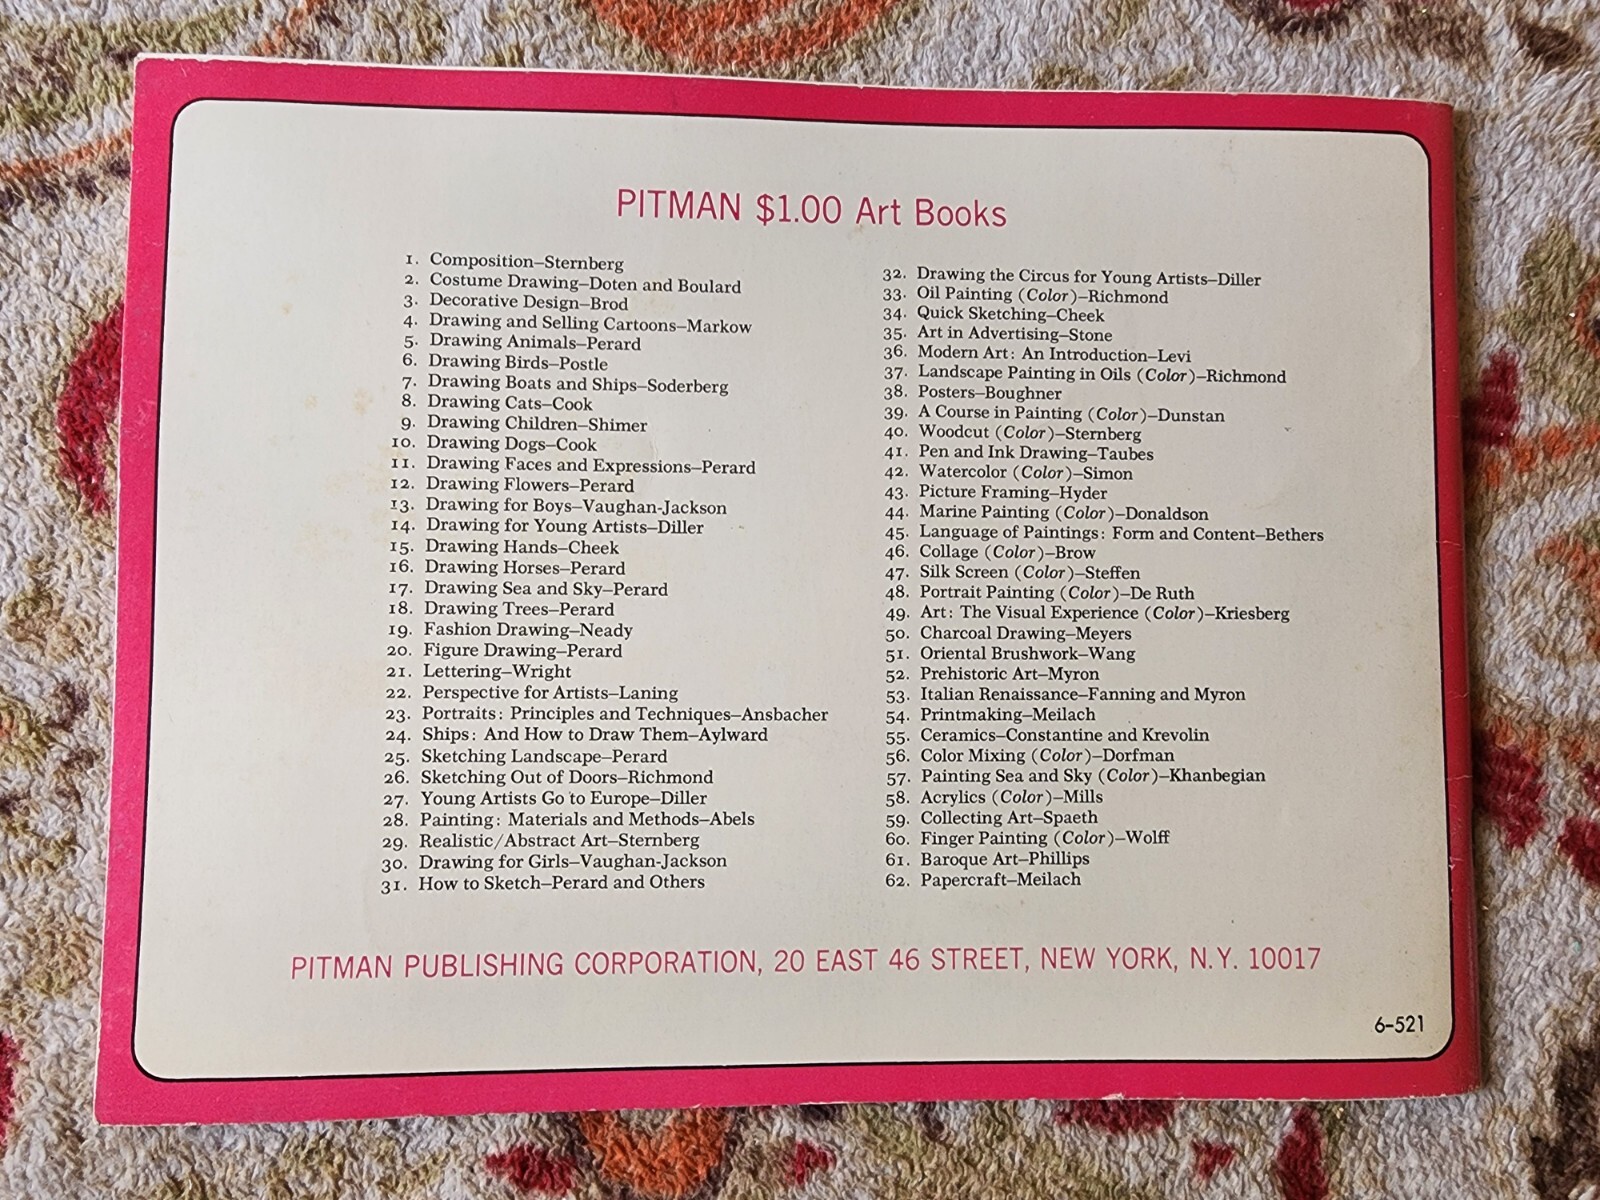 PITMAN $1.00 Art Books
1. Composition–Sternberg
2. Costume Drawing–Doten and Boulard
3. Decorative Design–Brod
4. Drawing and Selling Cartoons–Markow
5. Drawing Animals–Perard
6. Drawing Birds–Postle
7. Drawing Boats and Ships–Soderberg
8. Drawing Cats–Cook
9. Drawing Children–Shimer
10. Drawing Dogs–Cook
11. Drawing Faces and Expressions–Perard
12. Drawing Flowers–Perard
13. Drawing for Boys–Vaughan-Jackson
14. Drawing for Young Artists–Diller
15. Drawing Hands–Cheek
16. Drawing Horses–Perard
17. Drawing Sea and Sky–Perard
18. Drawing Trees–Perard
19. Fashion Drawing–Neady
20. Figure Drawing–Perard
21. Lettering–Wright
22. Perspective for Artists–Laning
23. Portraits: Principles and Techniques–Ansbacher
24. Ships: And How to Draw Them–Aylward
25. Sketching Landscape–Perard
26. Sketching Out of Doors–Richmond
27. Young Artists Go to Europe–Diller
28. Painting: Materials and Methods–Abels
29. Realistic/Abstract Art–Sternberg
30. Drawing for Girls–Vaughan-Jackson
31. How to Sketch–Perard and Others
32. Drawing the Circus for Young Artists–Diller
33. Oil Painting (Color)–Richmond
34. Quick Sketching–Cheek
35. Art in Advertising–Stone
36. Modern Art: An Introduction–Levi
37. Landscape Painting in Oils (Color)–Richmond
38. Posters–Boughner
39. A Course in Painting (Color)–Dunstan
40. Woodcut (Color)–Sternberg
41. Pen and Ink Drawing–Taubes
42. Watercolor (Color)–Simon
43. Picture Framing–Hyder
44. Marine Painting (Color)–Donaldson
45. Language of Paintings: Form and Content–Bethers
46. Collage (Color)–Brow
47. Silk Screen (Color)–Steffen
48. Portrait Painting (Color)–De Ruth
49. Art: The Visual Experience (Color)–Kriesberg
50. Charcoal Drawing–Meyers
51. Oriental Brushwork–Wang
52. Prehistoric Art–Myron
53. Italian Renaissance–Fanning and Myron
54. Printmaking–Meilach
55. Ceramics–Constantine and Krevolin
56. Color Mixing (Color)–Dorfman
57. Painting Sea and Sky (Color)–Khanbegian
58. Acrylics (Color)–Mills
59. Collecting Art–Spaeth
60. Finger Painting (Color)–Wolff
61. Baroque Art–Phillips
62. Papercraft–Meilach
PITMAN PUBLISHING CORPORATION, 20 EAST 46 STREET, NEW YORK, N.Y. 10017
6-521